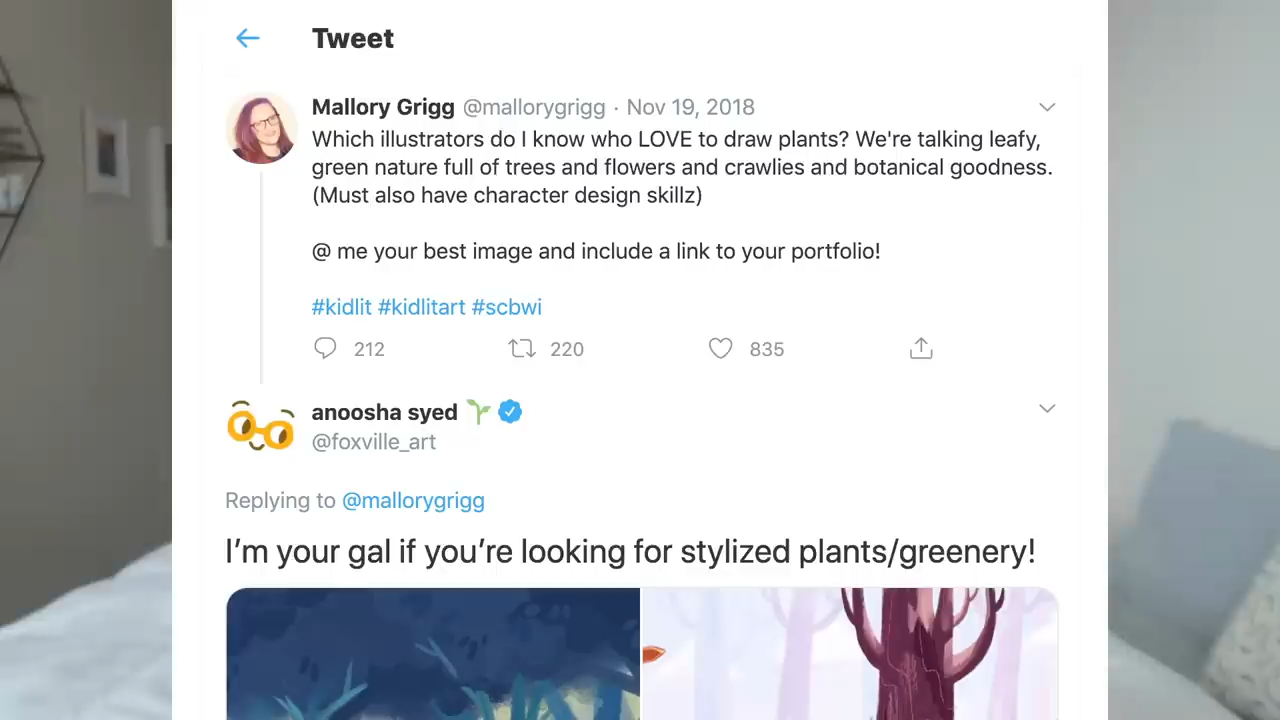 Tweet
Mallory Grigg @mallorygrigg · Nov 19, 2018
Which illustrators do I know who LOVE to draw plants? We're talking leafy,
green nature full of trees and flowers and crawlies and botanical goodness.
(Must also have character design skillz)
@ me your best image and include a link to your portfolio!
#kidlit #kidlitart #scbwi
212 220 835
anoosha syed
@foxville_art
Replying to @mallorygrigg
I’m your gal if you’re looking for stylized plants/greenery!